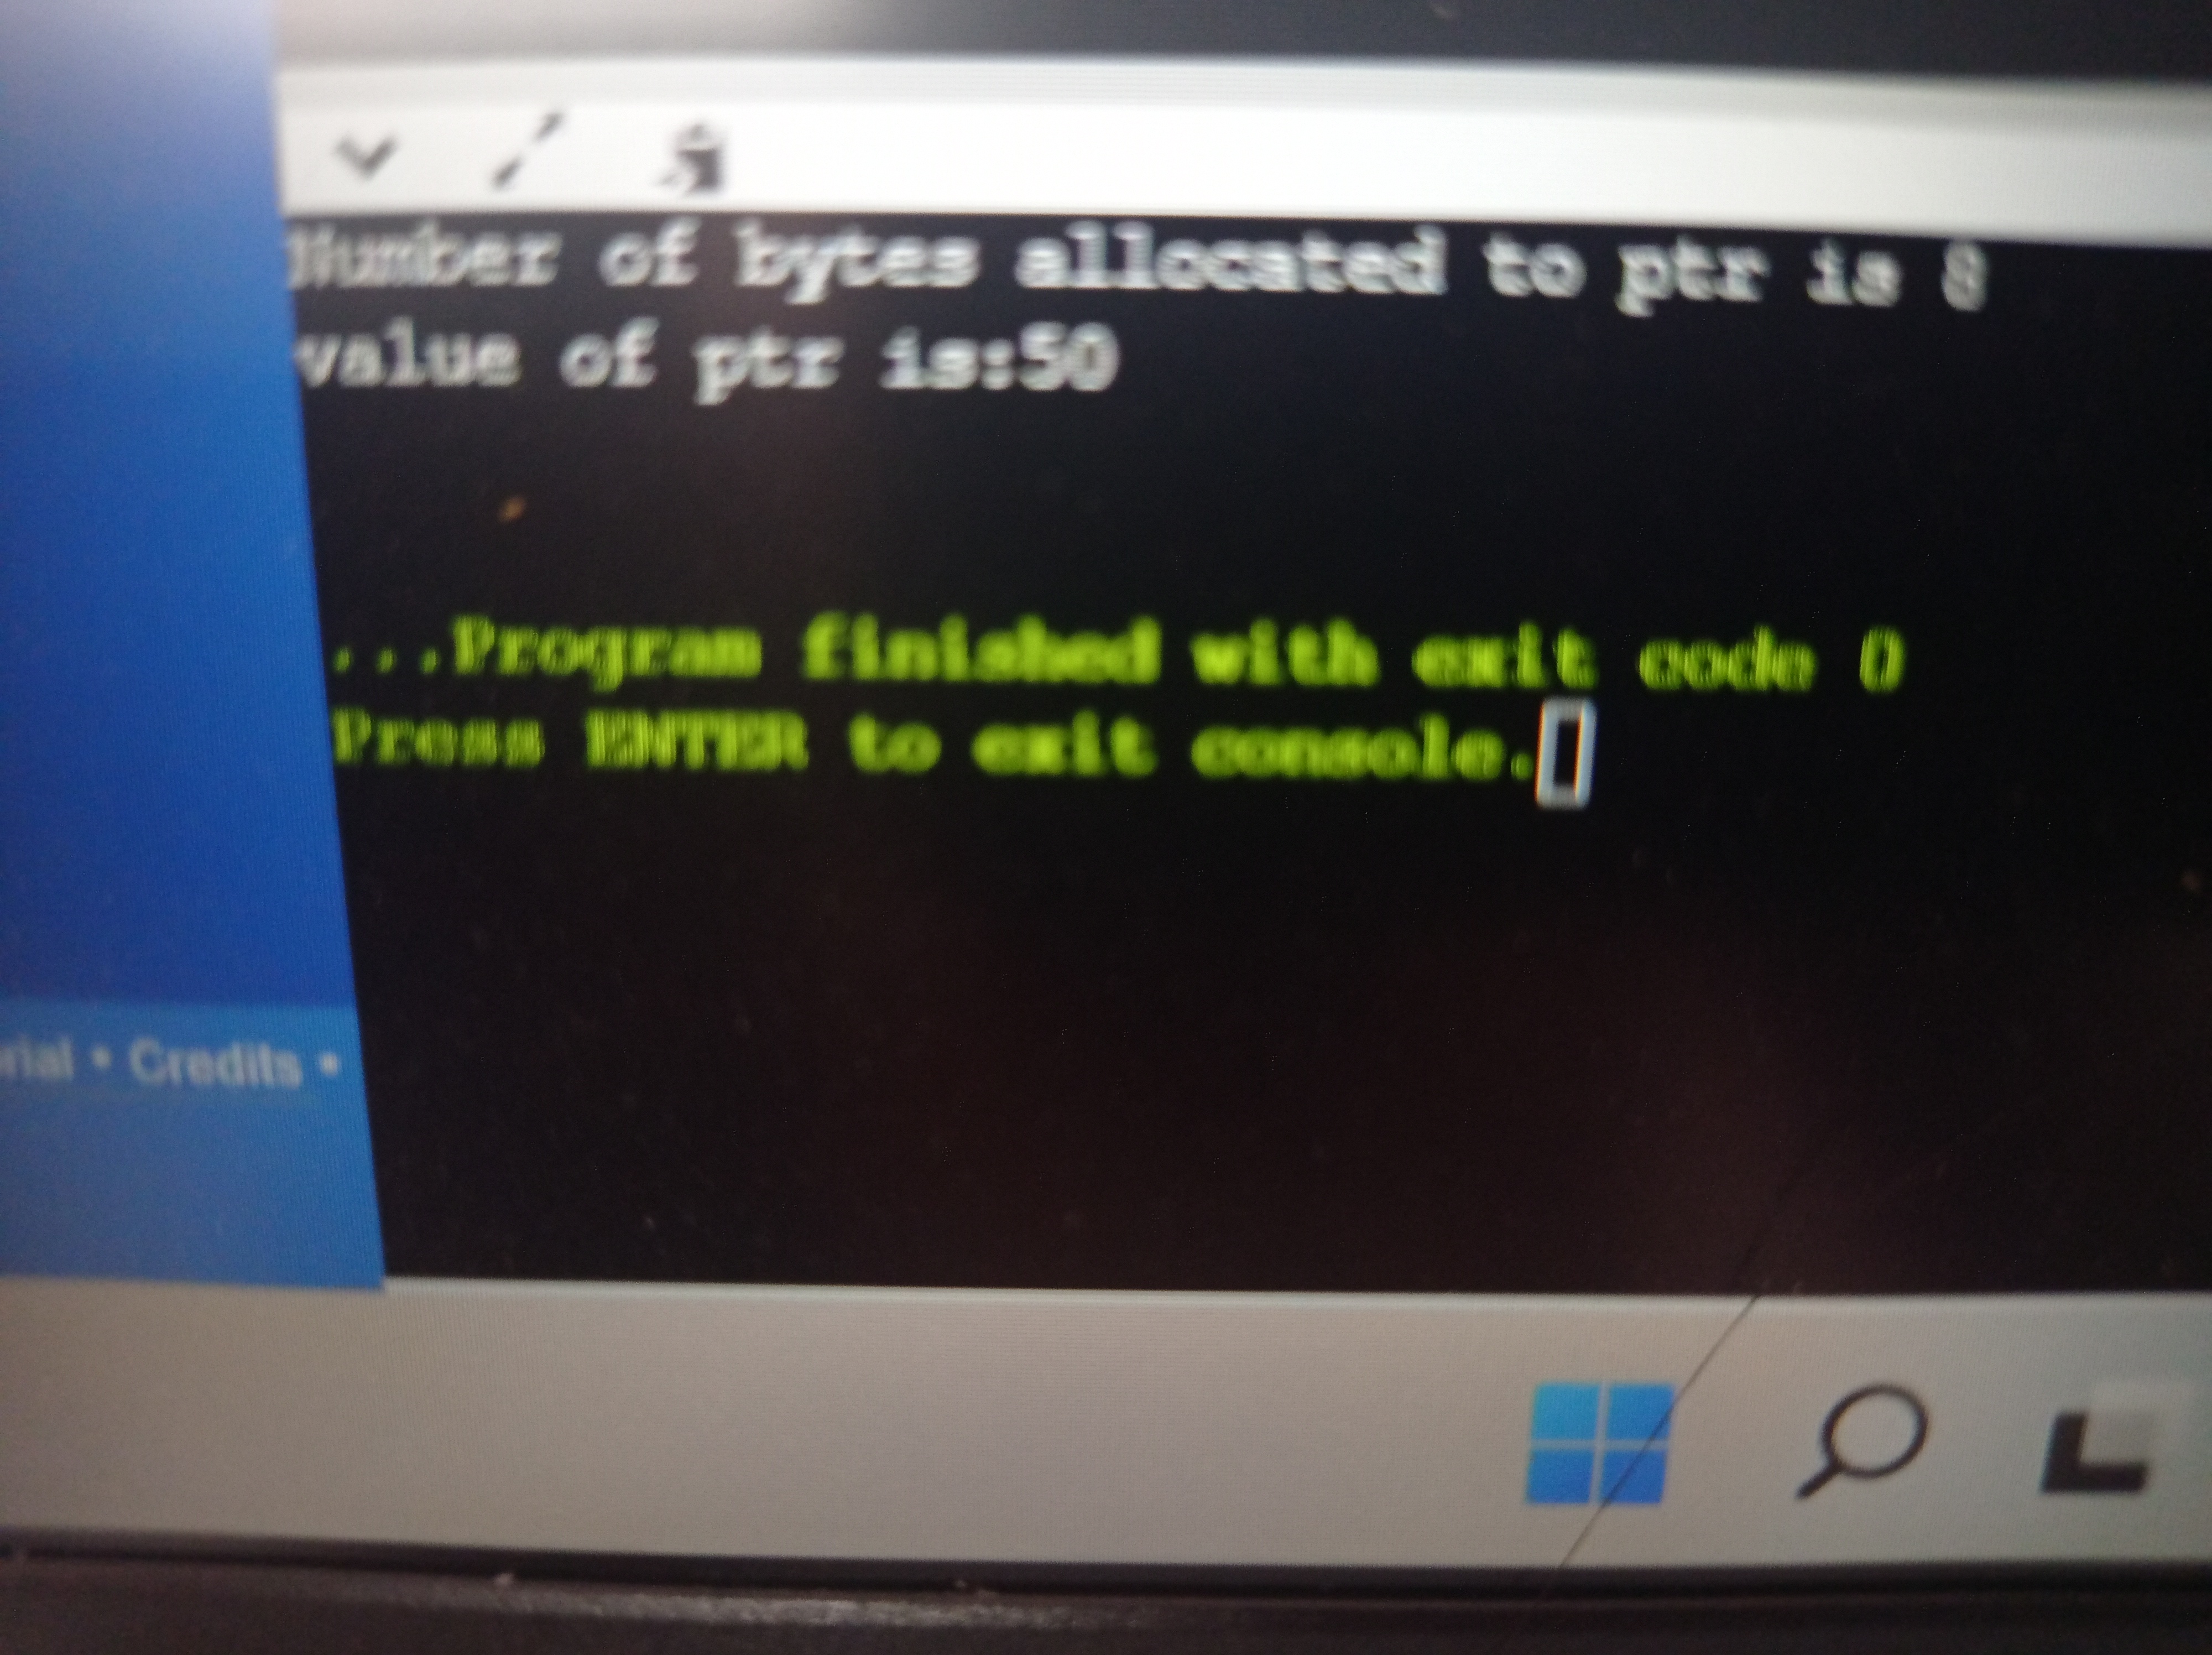 Number of bytes allocated to ptr is 8
value of ptr is:50
...Program finished with exit code 0
Press ENTER to exit console.
rial • Credits •